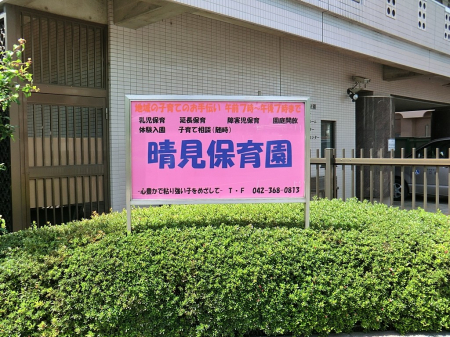 地域の子育てのお手伝い 午前7時～午後7時まで
乳児保育 延長保育 障害児保育 園庭開放
体験入園 子育て相談(随時)
晴見保育園
-心豊かで粘り強い子をめざして- T・F 042-368-0813